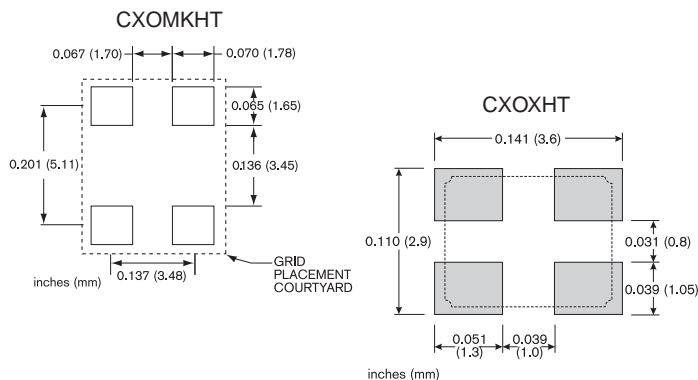 CXOMKHT
0.067 (1.70)
0.070 (1.78)
0.065 (1.65)
0.201 (5.11)
0.136 (3.45)
0.137 (3.48)
inches (mm)
GRID
PLACEMENT
COURTYARD
CXOXHT
0.141 (3.6)
0.110 (2.9)
0.031 (0.8)
0.039 (1.05)
0.051
(1.3)
0.039
(1.0)
inches (mm)